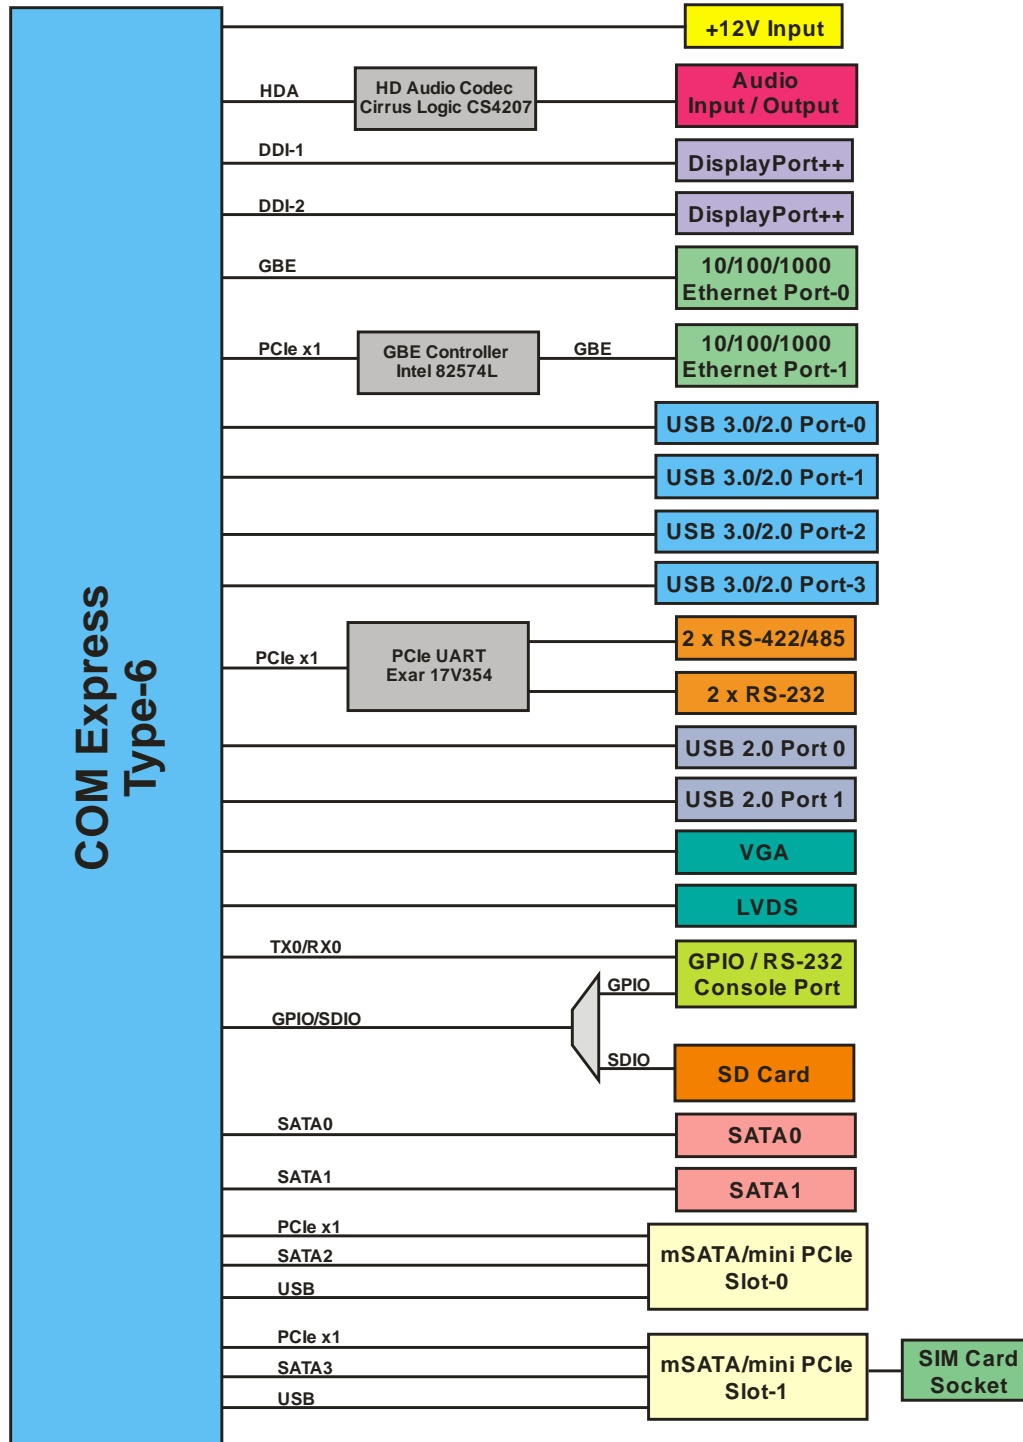 COM Express
Type-6
+12V Input
HDA
HD Audio Codec
Cirrus Logic CS4207
Audio
Input / Output
DDI-1
DisplayPort++
DDI-2
DisplayPort++
GBE
10/100/1000
Ethernet Port-0
PCIe x1
GBE Controller
Intel 82574L
GBE
10/100/1000
Ethernet Port-1
USB 3.0/2.0 Port-0
USB 3.0/2.0 Port-1
USB 3.0/2.0 Port-2
USB 3.0/2.0 Port-3
PCIe x1
PCIe UART
Exar 17V354
2 x RS-422/485
2 x RS-232
USB 2.0 Port 0
USB 2.0 Port 1
VGA
LVDS
TX0/RX0
GPIO / RS-232
Console Port
GPIO/SDIO
GPIO
SDIO
SD Card
SATA0
SATA0
SATA1
SATA1
PCIe x1
SATA2
USB
mSATA/mini PCIe
Slot-0
PCIe x1
SATA3
USB
mSATA/mini PCIe
Slot-1
SIM Card
Socket